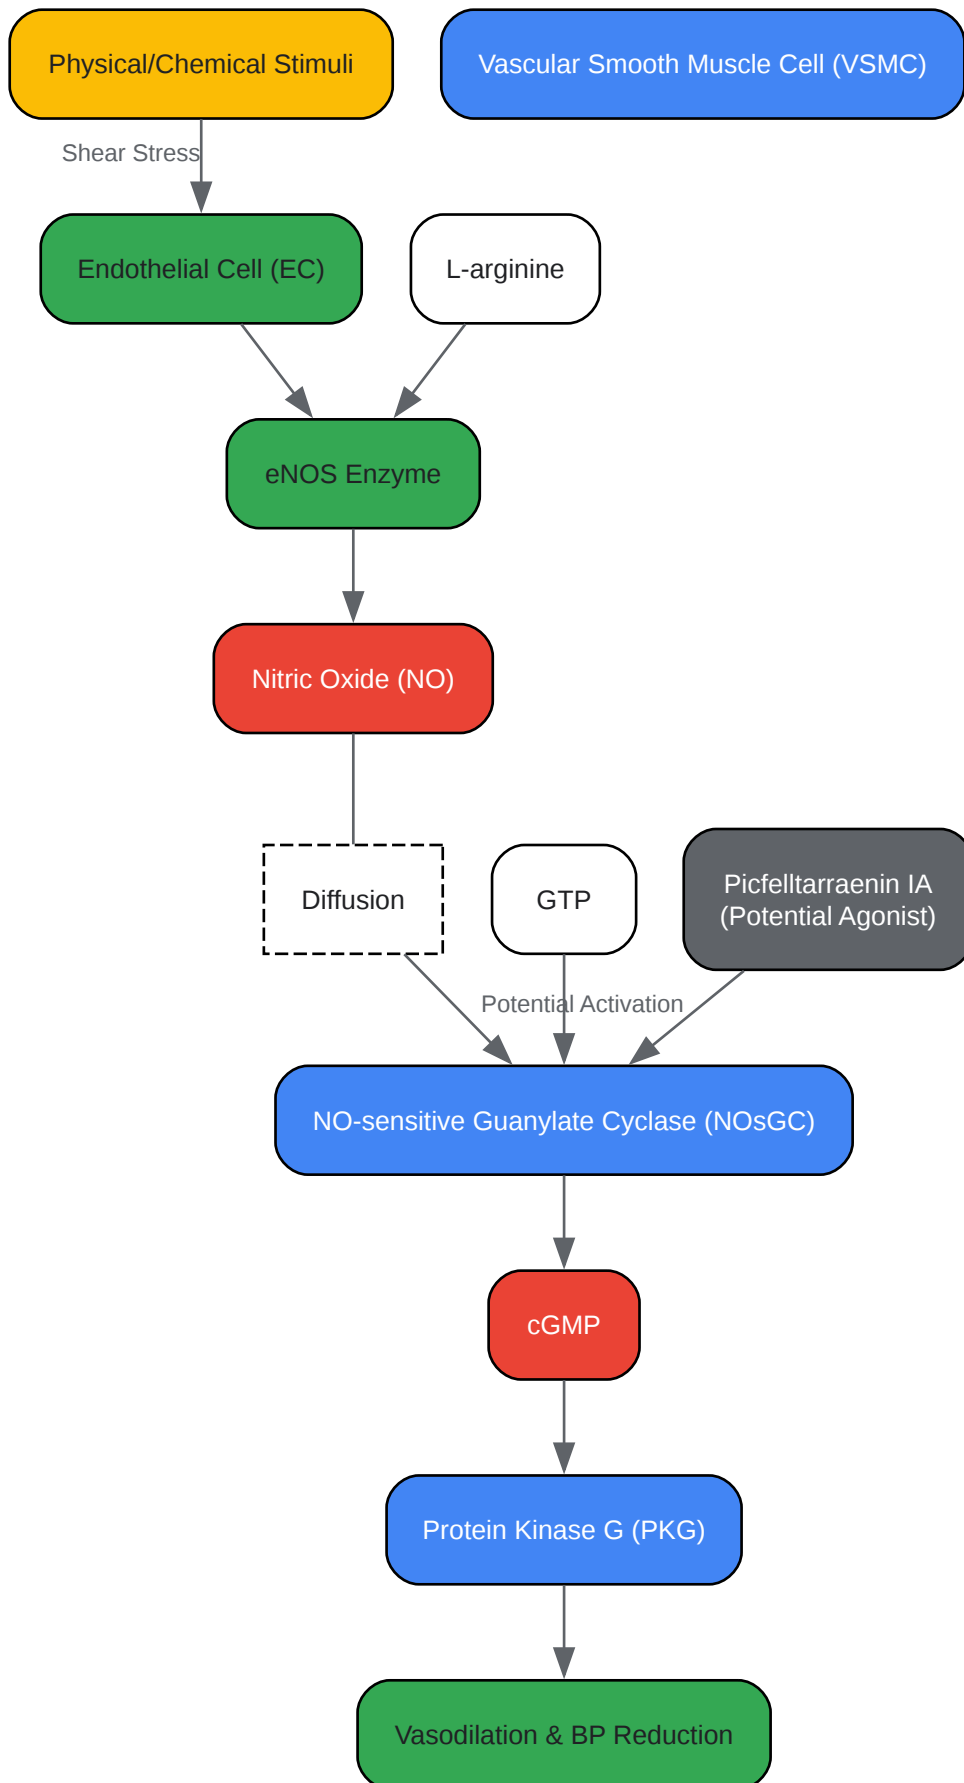 Physical/Chemical Stimuli
Vascular Smooth Muscle Cell (VSMC)
Shear Stress
Endothelial Cell (EC)
L-arginine
eNOS Enzyme
Nitric Oxide (NO)
Diffusion
GTP
Picfelltarraenin IA
(Potential Agonist)
Potential Activation
NO-sensitive Guanylate Cyclase (NOsGC)
cGMP
Protein Kinase G (PKG)
Vasodilation & BP Reduction